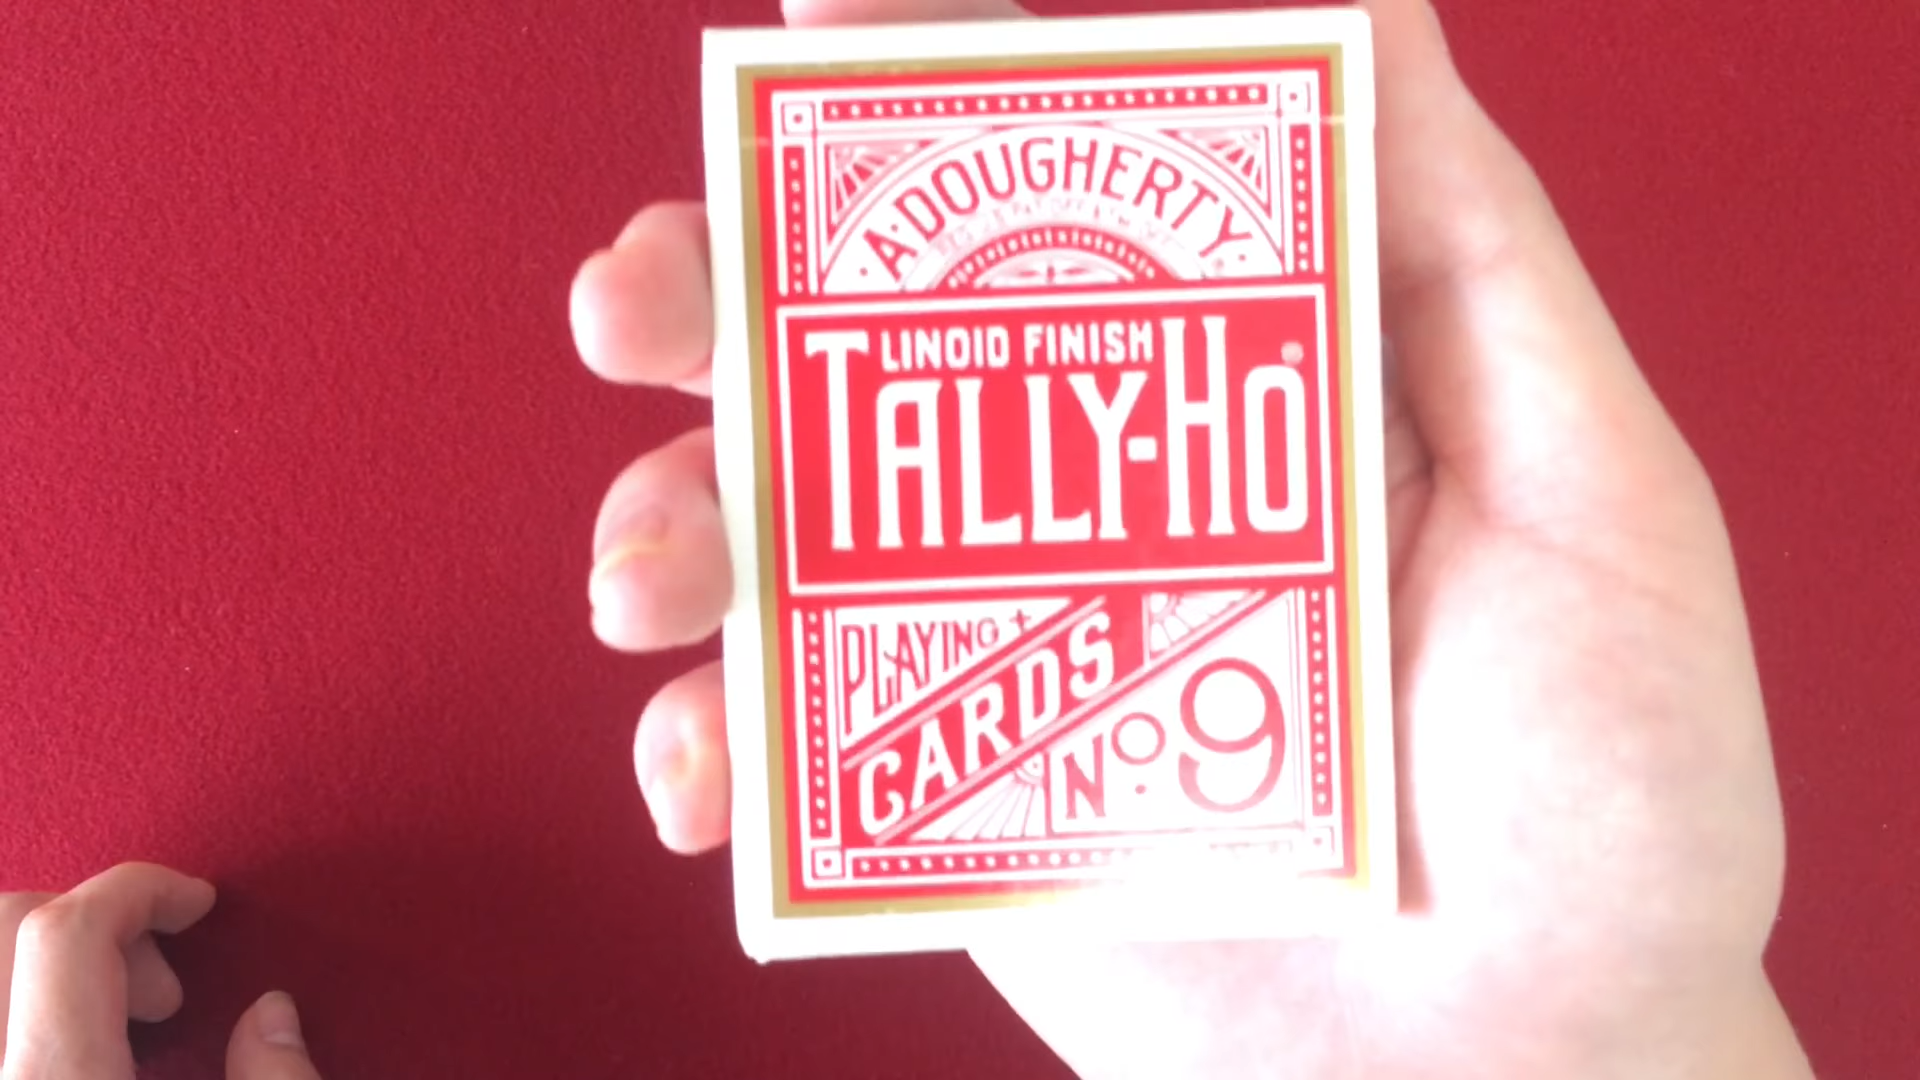 A. DOUGHERTY
LINOID FINISH
TALLY-HO
PLAYING
CARDS
No. 9